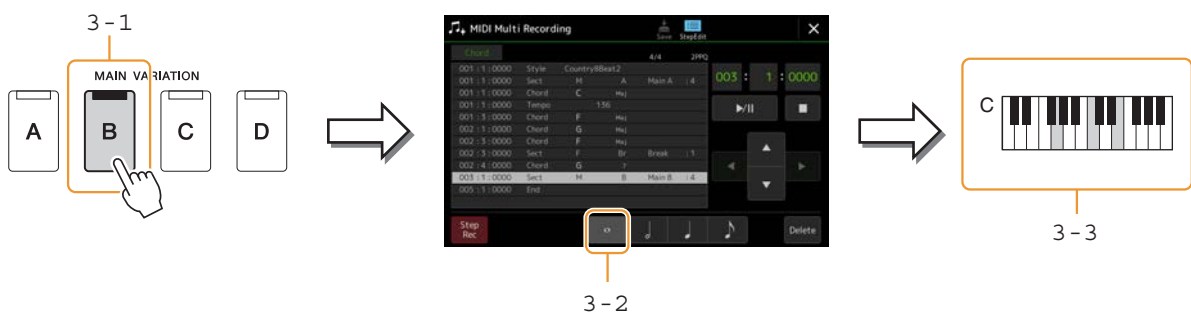 3-1
MAIN VARIATION
A
B
C
D
MIDI Multi Recording
Save
StepEdit
Chord
4/4 2PPQ
001 : 1 : 0000 Style Country8Beat2
001 : 1 : 0000 Sect M A Main A : 4
001 : 1 : 0000 Chord C Maj
001 : 1 : 0000 Tempo 156
001 : 3 : 0000 Chord F Maj
002 : 1 : 0000 Chord G Maj
002 : 3 : 0000 Chord F Maj
002 : 3 : 0000 Sect F Br Break : 1
002 : 4 : 0000 Chord G 7
003 : 1 : 0000 Sect M B Main B : 4
005 : 1 : 0000 End
003 : 1 : 0000
Step
Rec
Delete
3-2
C
3-3